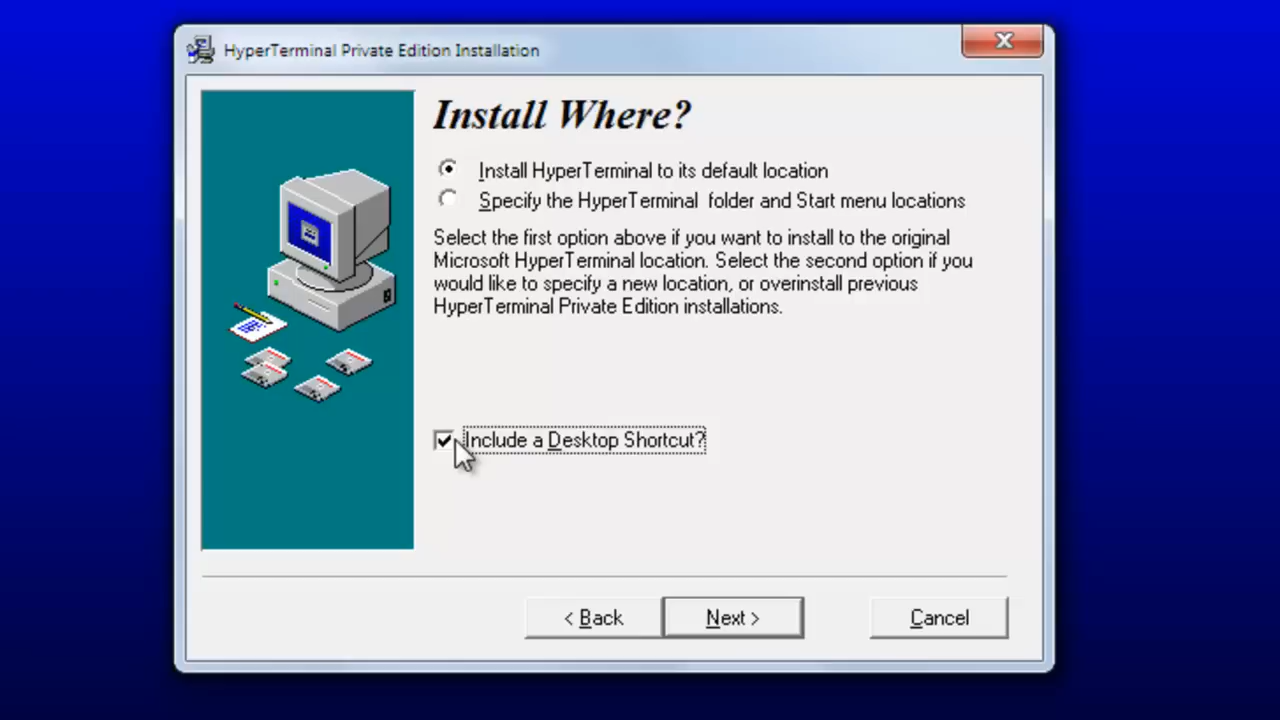 HyperTerminal Private Edition Installation
Install Where?
Install HyperTerminal to its default location
Specify the HyperTerminal folder and Start menu locations
Select the first option above if you want to install to the original
Microsoft HyperTerminal location. Select the second option if you
would like to specify a new location, or overinstall previous
HyperTerminal Private Edition installations.
Include a Desktop Shortcut?
< Back
Next >
Cancel